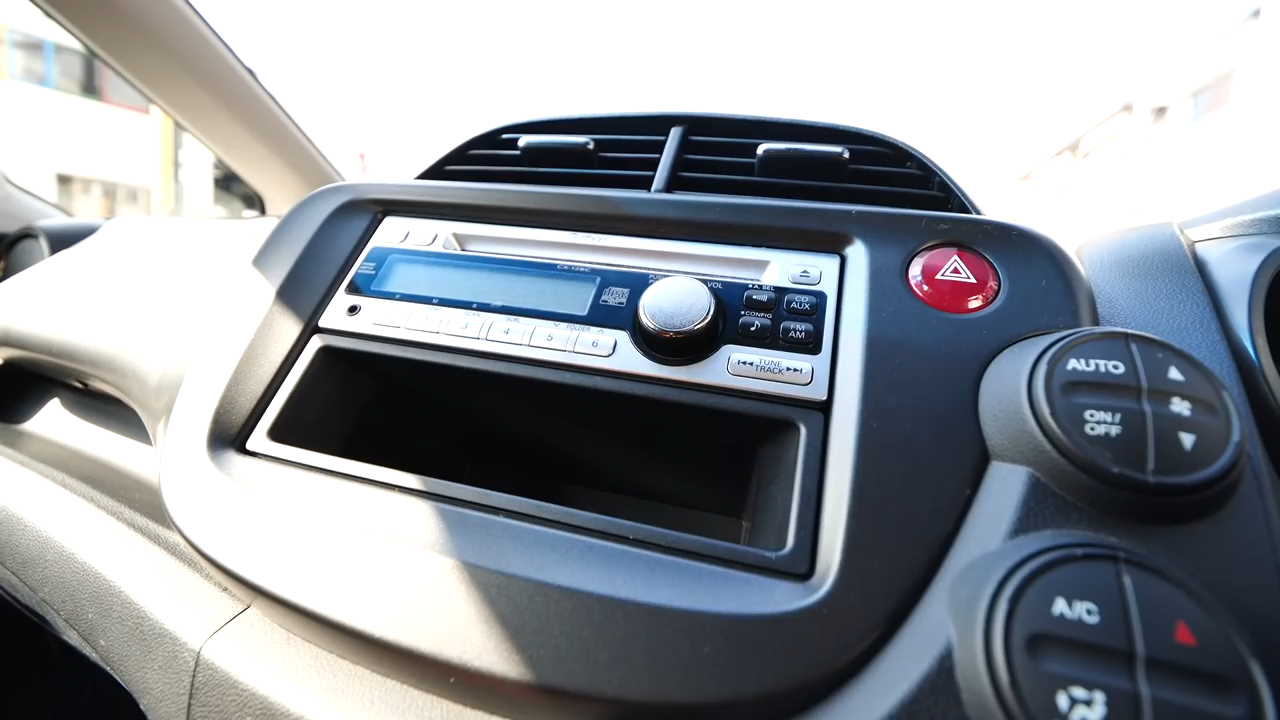 CX-128C
VOL
A.SEL
CD
AUX
CONFIG
FM
AM
SCAN
FOLDER
3
4
5
6
TUNE
TRACK
AUTO
ON/
OFF
A/C